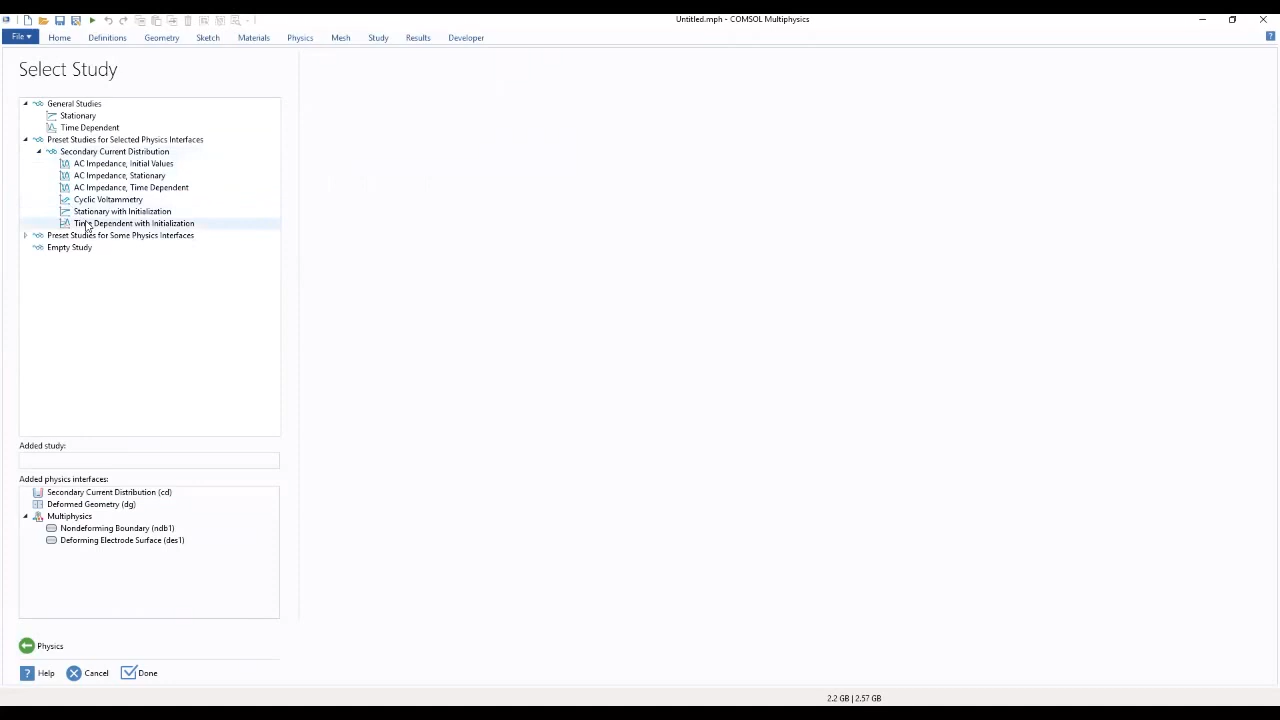 Untitled.mph - COMSOL Multiphysics
File Home Definitions Geometry Sketch Materials Physics Mesh Study Results Developer
Select Study
General Studies
Stationary
Time Dependent
Preset Studies for Selected Physics Interfaces
Secondary Current Distribution
AC Impedance, Initial Values
AC Impedance, Stationary
AC Impedance, Time Dependent
Cyclic Voltammetry
Stationary with Initialization
Time Dependent with Initialization
Preset Studies for Some Physics Interfaces
Empty Study
Added study:
Added physics interfaces:
Secondary Current Distribution (cd)
Deformed Geometry (dg)
Multiphysics
Nondeforming Boundary (ndb1)
Deforming Electrode Surface (des1)
Physics
? Help Cancel Done
2.2 GB | 2.57 GB